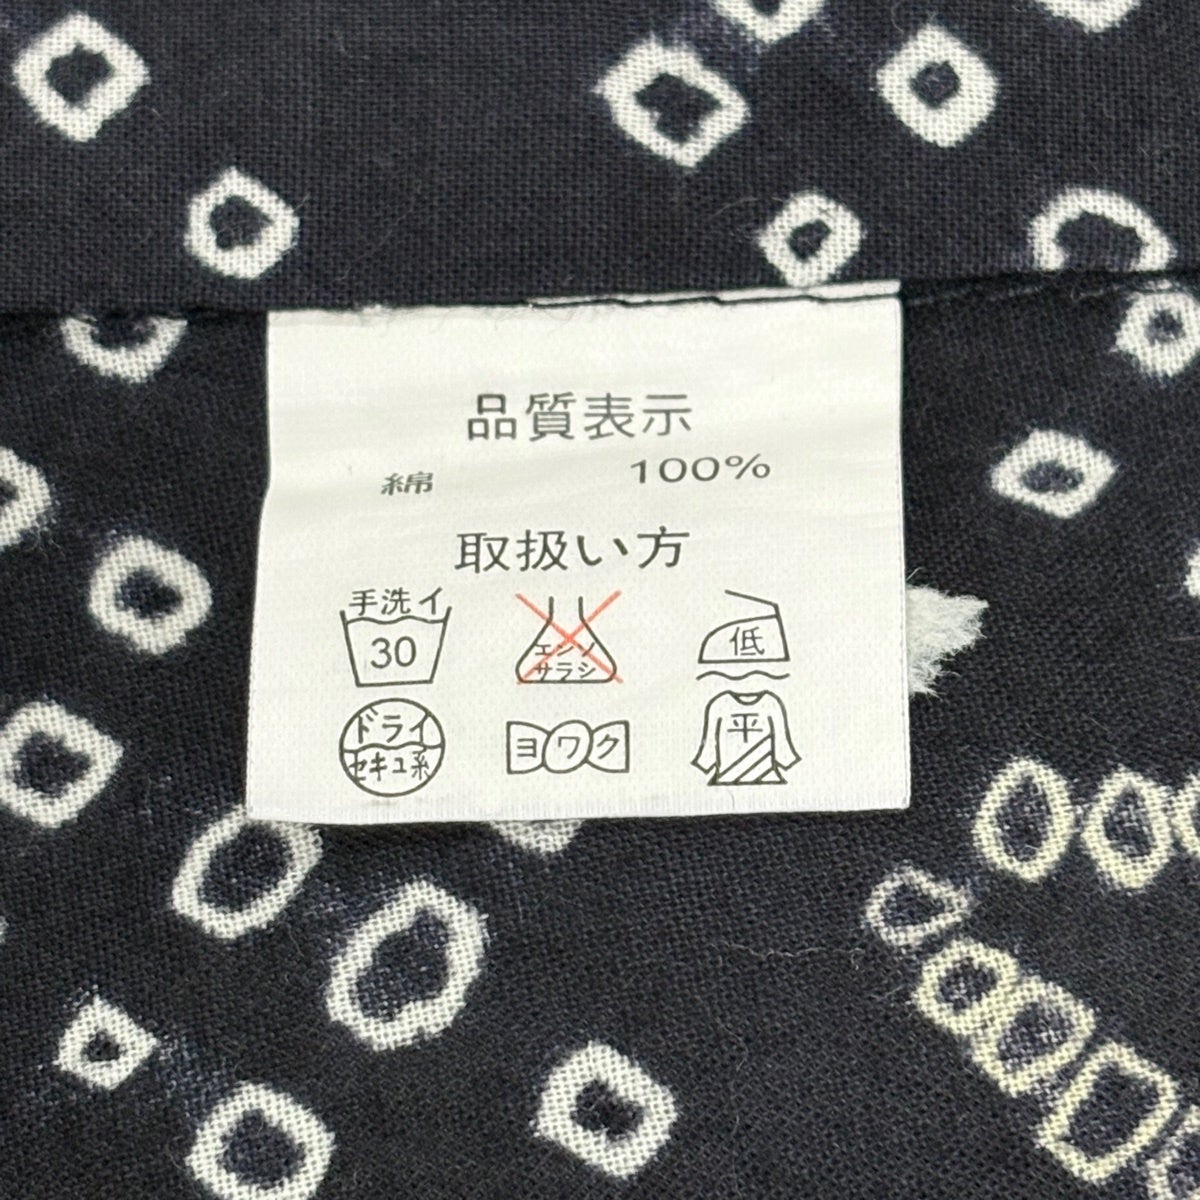 品質表示
綿 100%
取扱い方
手洗イ
30
エンソ
サラシ
低
ドライ
セキユ系
ヨワク
平